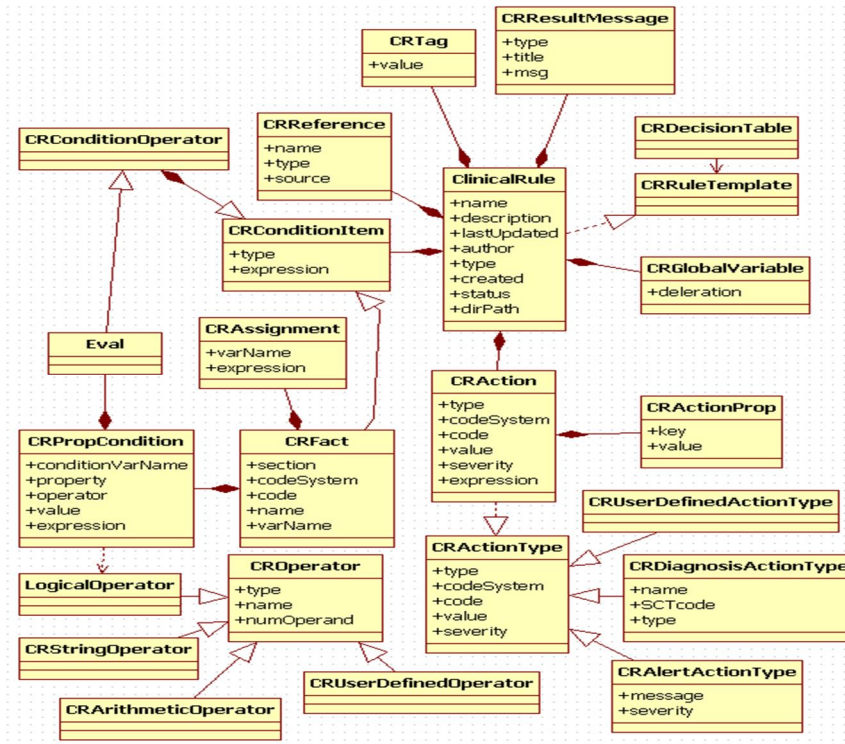 CRResultMessage
+type
+title
+msg
CRTag
+value
CRReference
+name
+type
+source
CRDecisionTable
CRConditionOperator
ClinicalRule
+name
+description
+lastUpdated
+author
+type
+created
+status
+dirPath
CRRuleTemplate
CRConditionItem
+type
+expression
CRGlobalVariable
+deleration
Eval
CRAssignment
+varName
+expression
CRAction
+type
+codeSystem
+code
+value
+severity
+expression
CRActionProp
+key
+value
CRPropCondition
+conditionVarName
+property
+operator
+value
+expression
CRFact
+section
+codeSystem
+code
+name
+varName
CRUserDefinedActionType
CRActionType
+type
+codeSystem
+code
+value
+severity
CRDiagnosisActionType
+name
+SCTcode
+type
LogicalOperator
CROperator
+type
+name
+numOperand
CRStringOperator
CRUserDefinedOperator
CRAlertActionType
+message
+severity
CRArithmeticOperator